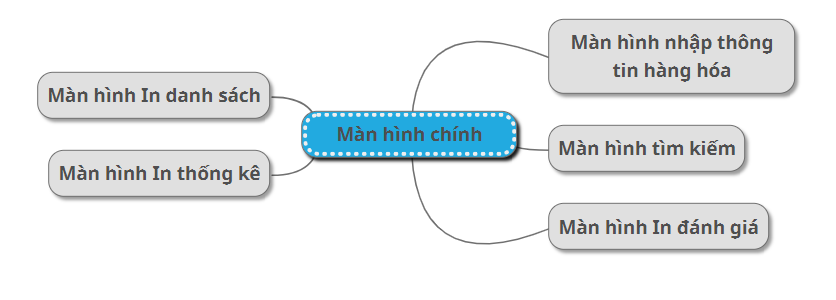 Màn hình nhập thông
tin hàng hóa
Màn hình In danh sách
Màn hình chính
Màn hình tìm kiếm
Màn hình In thống kê
Màn hình In đánh giá